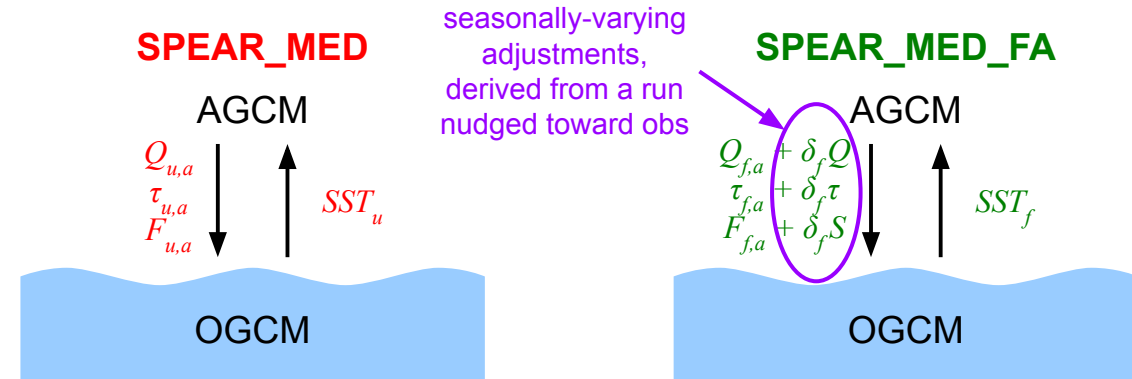 seasonally-varying
adjustments,
derived from a run
nudged toward obs
SPEAR_MED
AGCM
Q_{u,a}
τ_{u,a}
F_{u,a}
SST_u
OGCM
SPEAR_MED_FA
AGCM
Q_{f,a} + δ_f Q
τ_{f,a} + δ_f τ
F_{f,a} + δ_f S
SST_f
OGCM